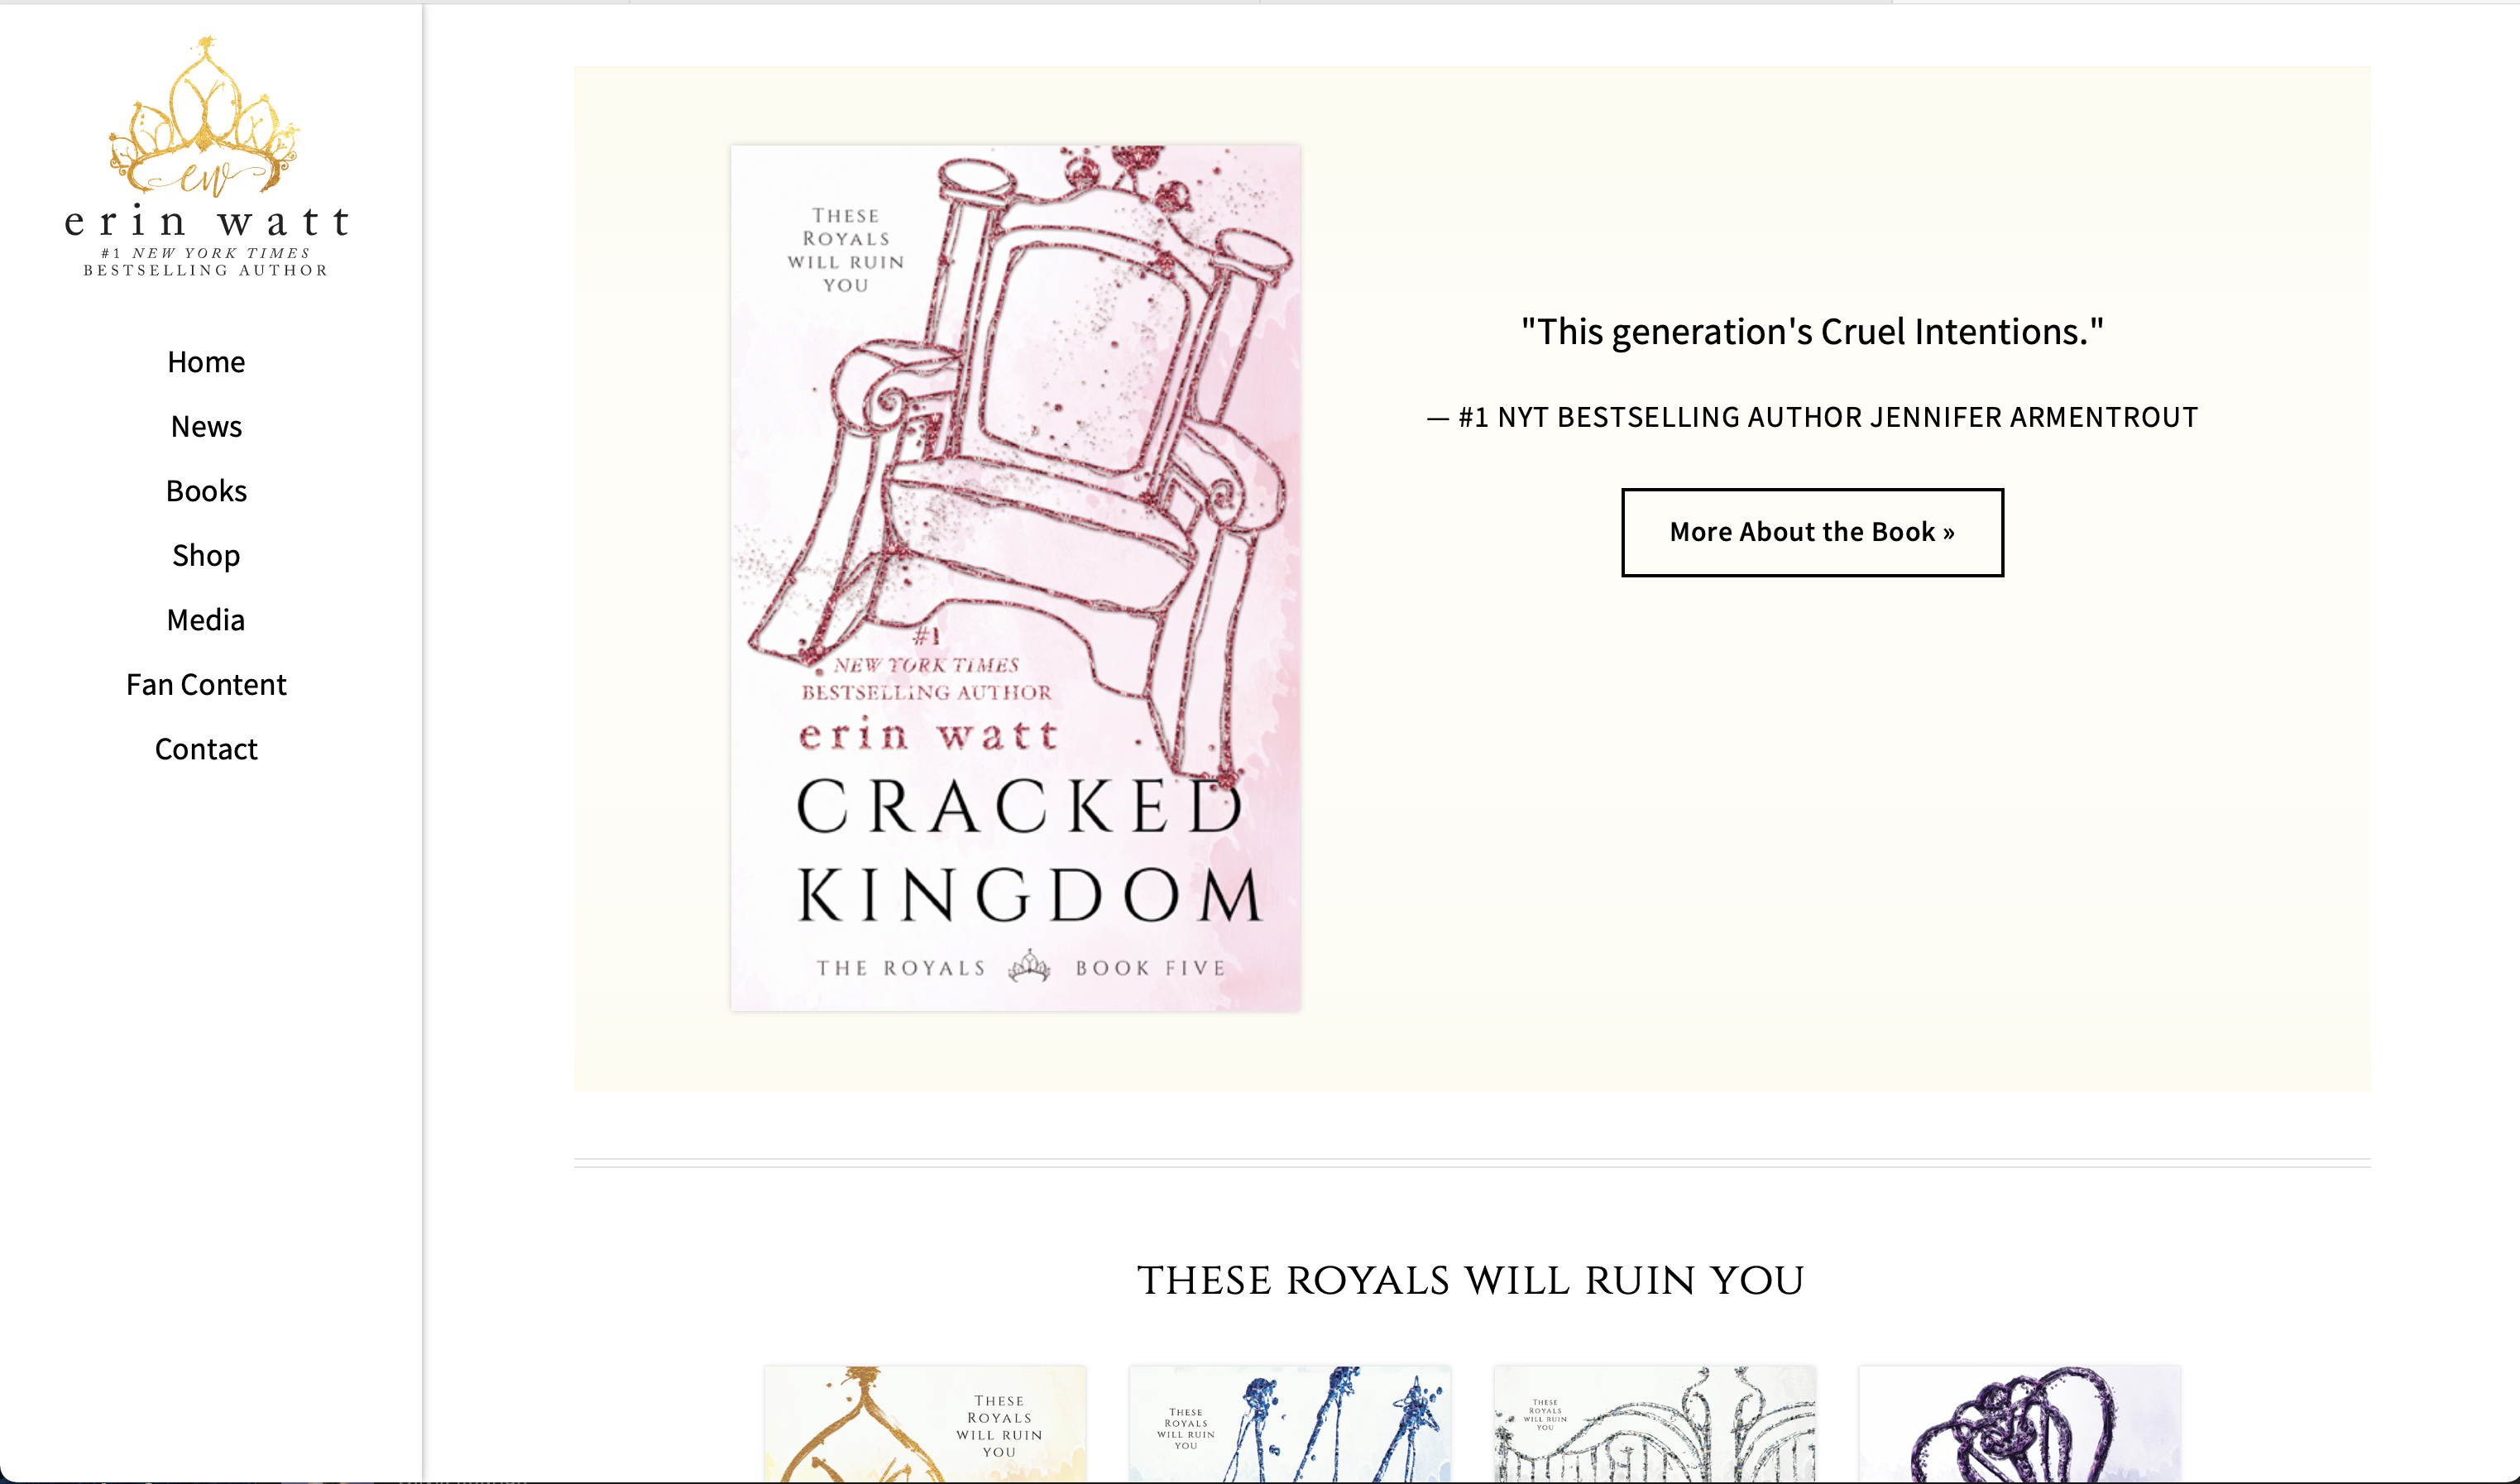 ew
erin watt
#1 NEW YORK TIMES
BESTSELLING AUTHOR
Home
News
Books
Shop
Media
Fan Content
Contact
THESE
ROYALS
WILL RUIN
YOU
#1
NEW YORK TIMES
BESTSELLING AUTHOR
erin watt
CRACKED
KINGDOM
THE ROYALS BOOK FIVE
"This generation's Cruel Intentions."
— #1 NYT BESTSELLING AUTHOR JENNIFER ARMENTROUT
More About the Book »
THESE ROYALS WILL RUIN YOU
THESE
ROYALS
WILL RUIN
YOU
THESE
ROYALS
WILL RUIN
YOU
THESE
ROYALS
WILL RUIN
YOU